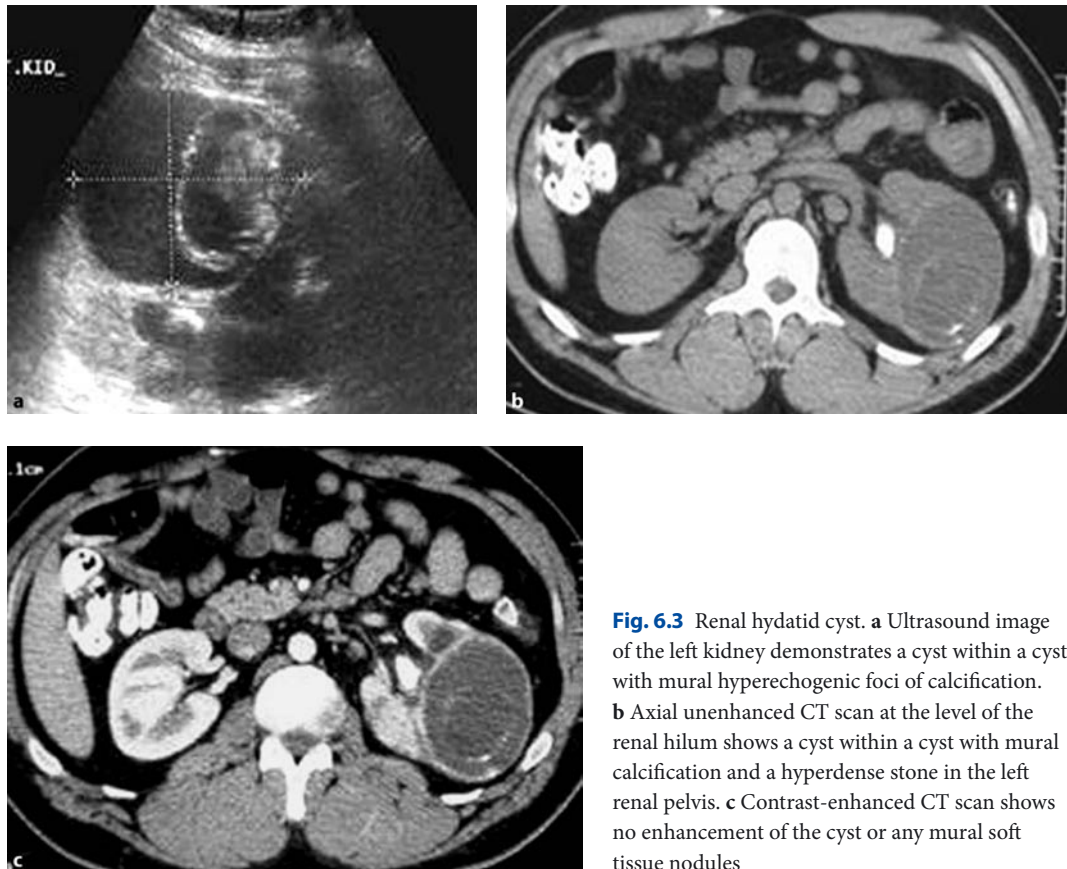 .KID_
a
b
.1cm
c
Fig. 6.3 Renal hydatid cyst. a Ultrasound image
of the left kidney demonstrates a cyst within a cyst
with mural hyperechogenic foci of calcification.
b Axial unenhanced CT scan at the level of the
renal hilum shows a cyst within a cyst with mural
calcification and a hyperdense stone in the left
renal pelvis. c Contrast-enhanced CT scan shows
no enhancement of the cyst or any mural soft
tissue nodules